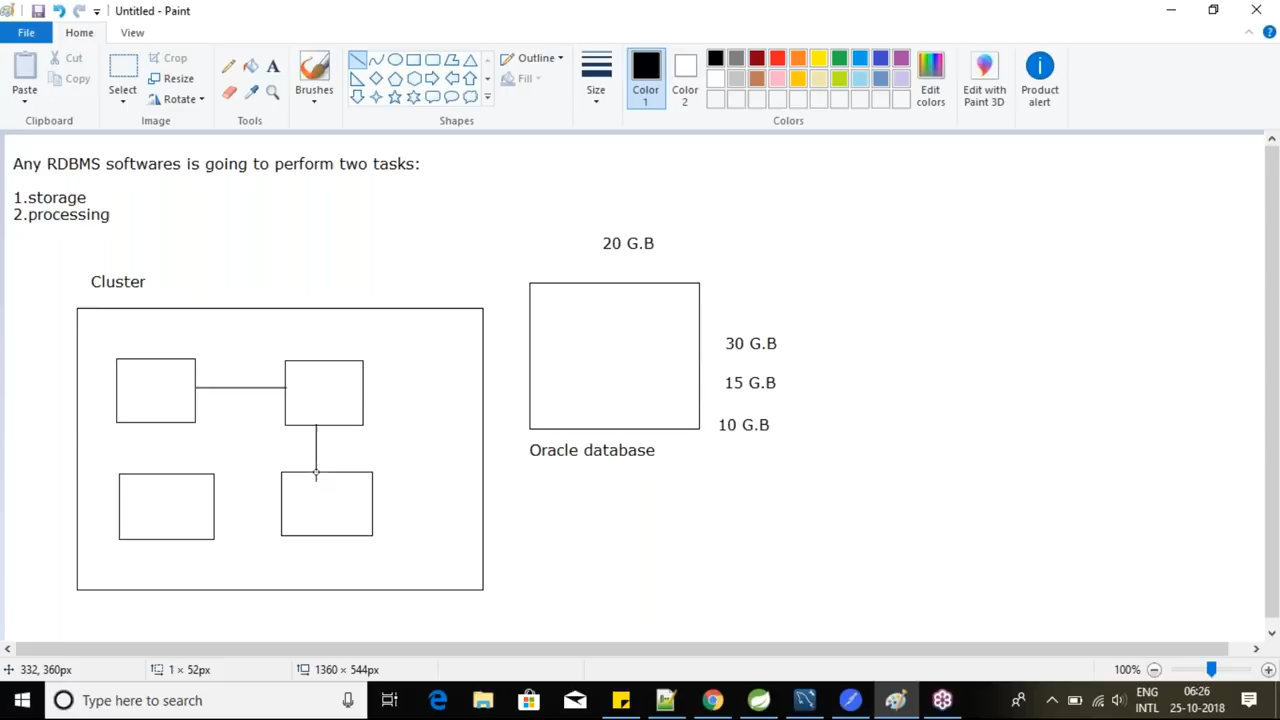 Untitled - Paint
File
Home
View
Paste
Cut
Copy
Clipboard
Select
Crop
Resize
Rotate
Image
A
Tools
Brushes
Shapes
Outline
Fill
Size
Color 1
Color 2
Colors
Edit colors
Edit with Paint 3D
Product alert
Any RDBMS softwares is going to perform two tasks:
1.storage
2.processing
20 G.B
Cluster
30 G.B
15 G.B
10 G.B
Oracle database
332, 360px
1 × 52px
1360 × 544px
100%
Type here to search
ENG
INTL
06:26
25-10-2018